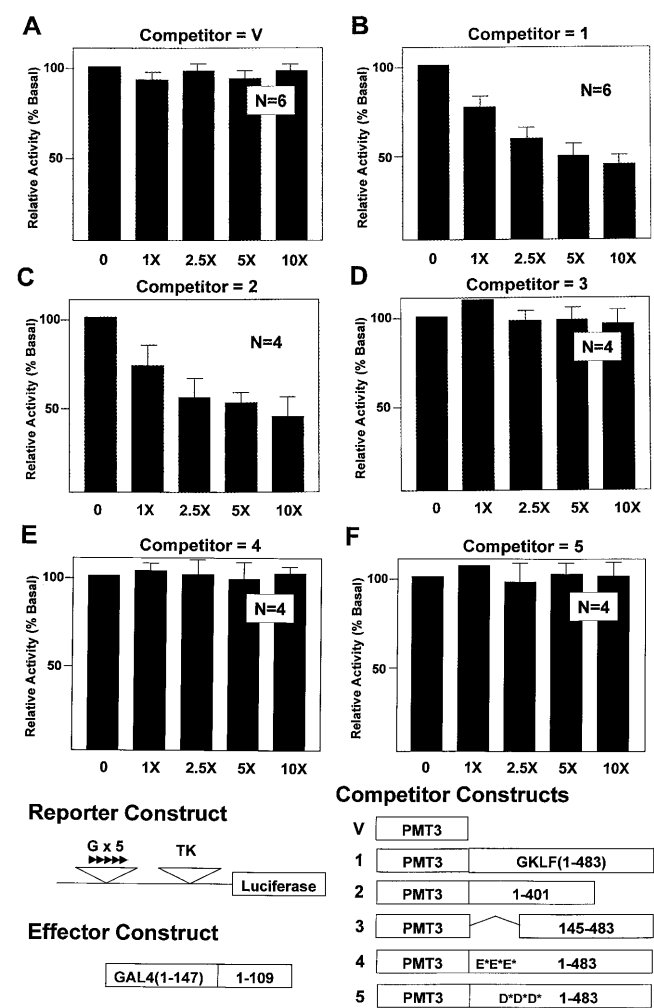 A
Competitor = V
Relative Activity (% Basal)
100
50
N=6
0 1X 2.5X 5X 10X
B
Competitor = 1
Relative Activity (% Basal)
100
50
N=6
0 1X 2.5X 5X 10X
C
Competitor = 2
Relative Activity (% Basal)
100
50
N=4
0 1X 2.5X 5X 10X
D
Competitor = 3
Relative Activity (% Basal)
100
50
N=4
0 1X 2.5X 5X 10X
E
Competitor = 4
Relative Activity (% Basal)
100
50
N=4
0 1X 2.5X 5X 10X
F
Competitor = 5
Relative Activity (% Basal)
100
50
N=4
0 1X 2.5X 5X 10X
Reporter Construct
G x 5 TK
Luciferase
Effector Construct
GAL4(1-147) 1-109
Competitor Constructs
V PMT3
1 PMT3 GKLF(1-483)
2 PMT3 1-401
3 PMT3 145-483
4 PMT3 E*E*E* 1-483
5 PMT3 D*D*D* 1-483